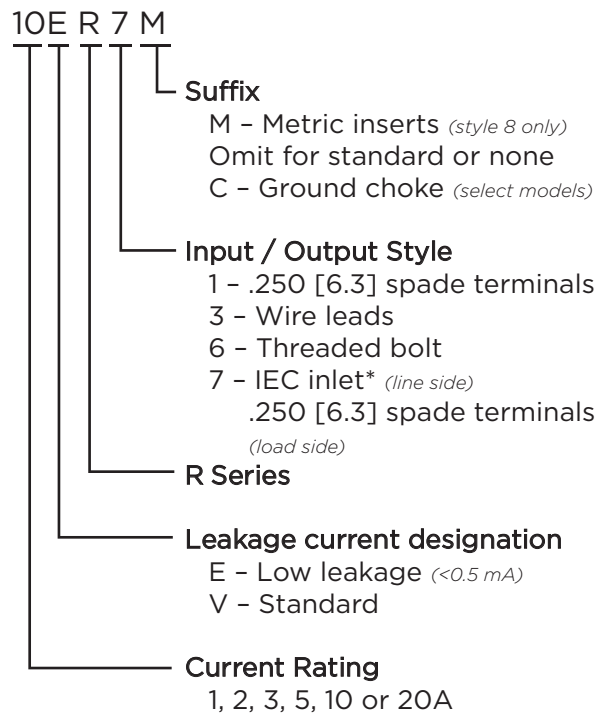 10E R 7 M
Suffix
M – Metric inserts (style 8 only)
Omit for standard or none
C – Ground choke (select models)
Input / Output Style
1 – .250 [6.3] spade terminals
3 – Wire leads
6 – Threaded bolt
7 – IEC inlet* (line side)
.250 [6.3] spade terminals
(load side)
R Series
Leakage current designation
E – Low leakage (<0.5 mA)
V – Standard
Current Rating
1, 2, 3, 5, 10 or 20A